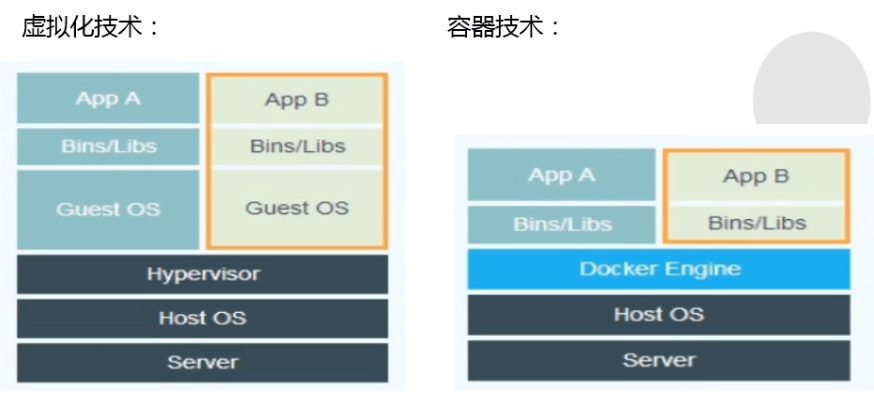 虚拟化技术：
App A
App B
Bins/Libs
Bins/Libs
Guest OS
Guest OS
Hypervisor
Host OS
Server
容器技术：
App A
App B
Bins/Libs
Bins/Libs
Docker Engine
Host OS
Server